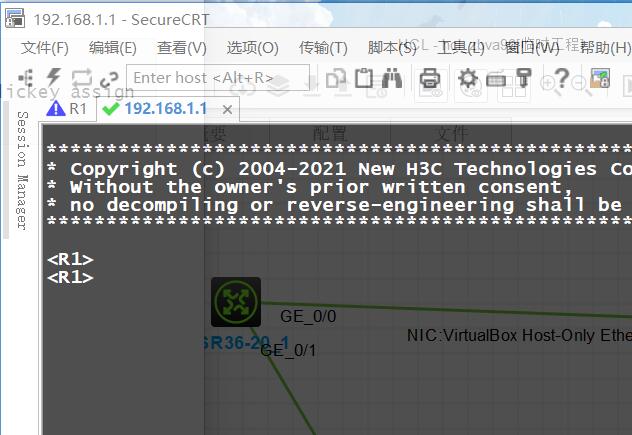 192.168.1.1 - SecureCRT
文件(F) 编辑(E) 查看(V) 选项(O) 传输(T) 脚本(S) 工具(L) 窗口(W) 帮助(H)
Enter host <Alt+R>
ickey assign
R1 192.168.1.1
Session Manager
概要 配置 文件
****************************************************
* Copyright (c) 2004-2021 New H3C Technologies Co
* Without the owner's prior written consent,
* no decompiling or reverse-engineering shall be
****************************************************
<R1>
<R1>
GE_0/0
NIC:VirtualBox Host-Only Ethe
SR36-20_1
GE_0/1